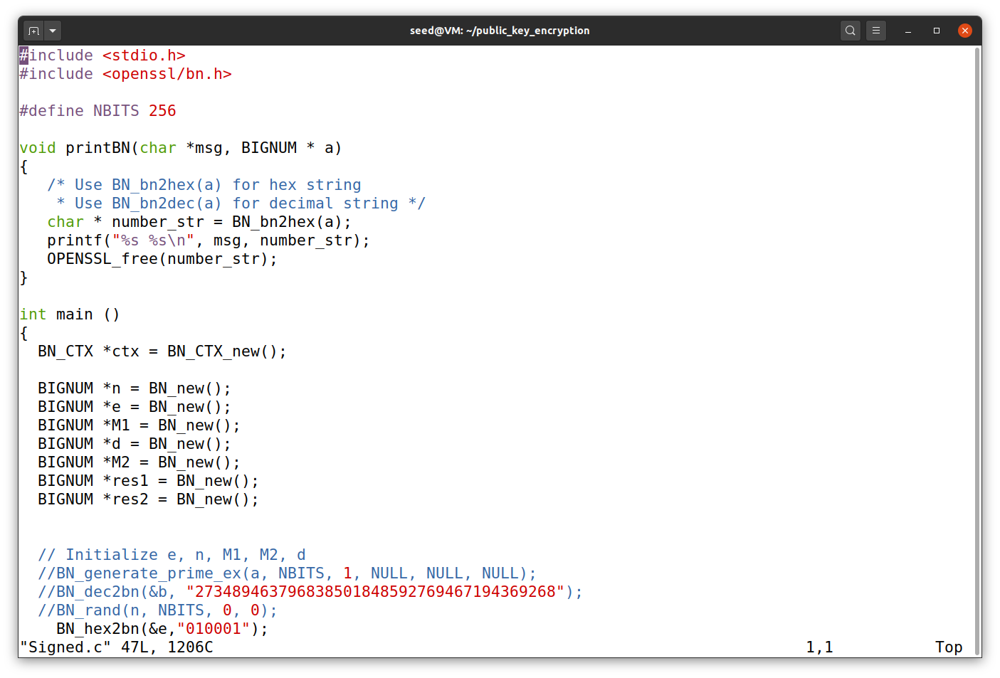 seed@VM: ~/public_key_encryption
#include <stdio.h>
#include <openssl/bn.h>

#define NBITS 256

void printBN(char *msg, BIGNUM * a)
{
   /* Use BN_bn2hex(a) for hex string
    * Use BN_bn2dec(a) for decimal string */
   char * number_str = BN_bn2hex(a);
   printf("%s %s\n", msg, number_str);
   OPENSSL_free(number_str);
}

int main ()
{
  BN_CTX *ctx = BN_CTX_new();

  BIGNUM *n = BN_new();
  BIGNUM *e = BN_new();
  BIGNUM *M1 = BN_new();
  BIGNUM *d = BN_new();
  BIGNUM *M2 = BN_new();
  BIGNUM *res1 = BN_new();
  BIGNUM *res2 = BN_new();


  // Initialize e, n, M1, M2, d
  //BN_generate_prime_ex(a, NBITS, 1, NULL, NULL, NULL);
  //BN_dec2bn(&b, "273489463796838501848592769467194369268");
  //BN_rand(n, NBITS, 0, 0);
    BN_hex2bn(&e,"010001");
"Signed.c" 47L, 1206C 1,1 Top